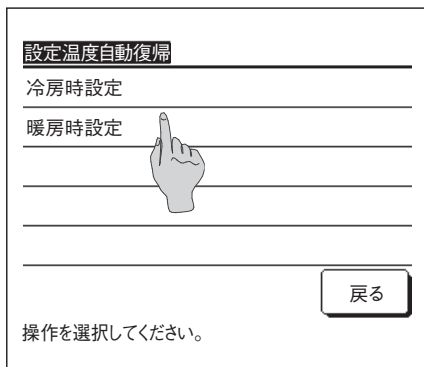 設定温度自動復帰
冷房時設定
暖房時設定
戻る
操作を選択してください。